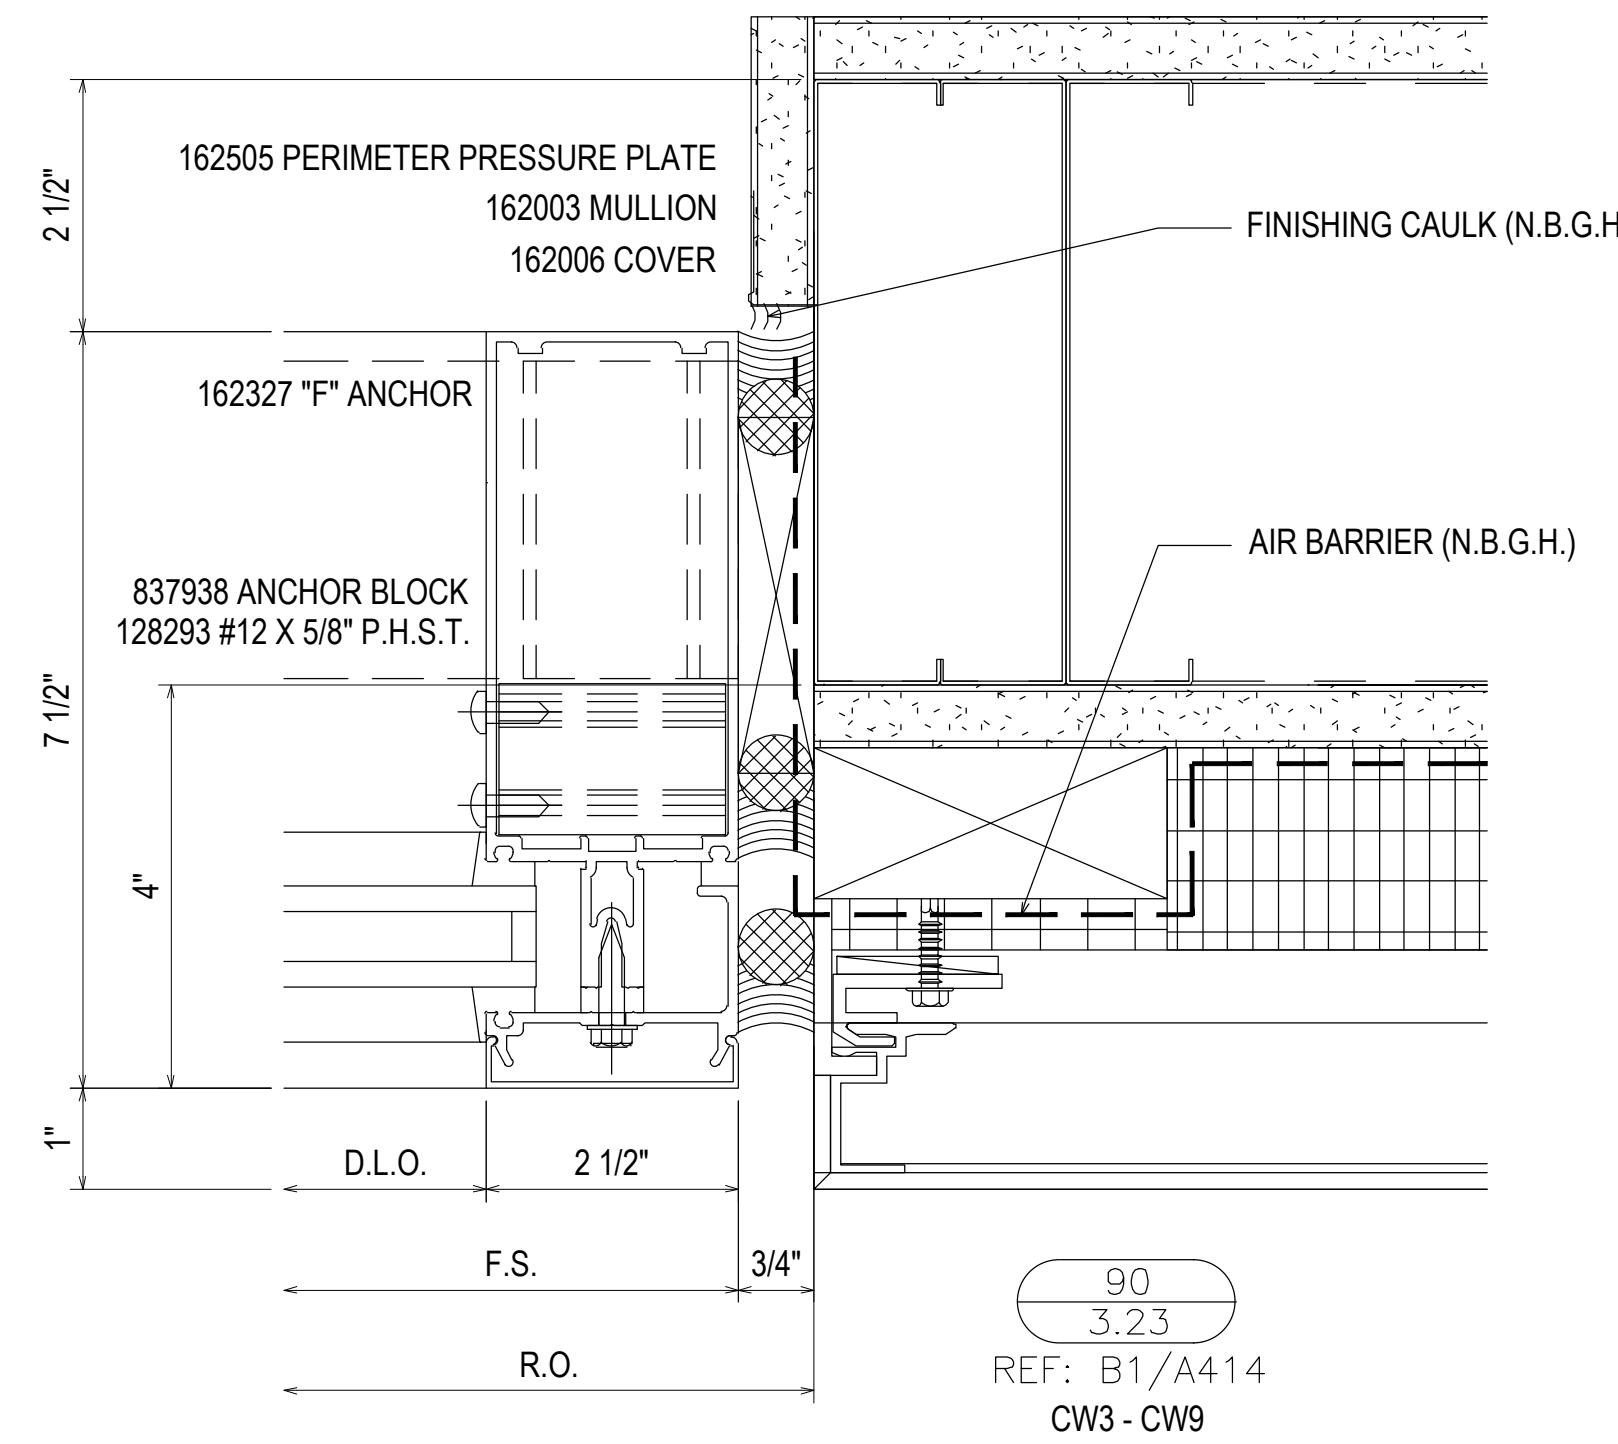 2 1/2"
162505 PERIMETER PRESSURE PLATE
162003 MULLION
162006 COVER
FINISHING CAULK (N.B.G.H
162327 "F" ANCHOR
AIR BARRIER (N.B.G.H.)
837938 ANCHOR BLOCK
128293 #12 X 5/8" P.H.S.T.
7 1/2"
4"
1"
D.L.O.
2 1/2"
F.S.
3/4"
R.O.
90
3.23
REF: B1/A414
CW3 - CW9